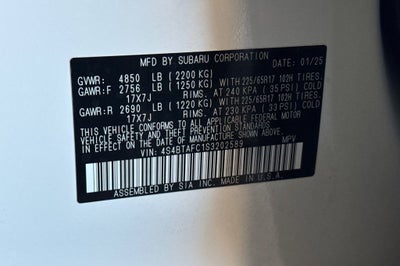 MFD BY SUBARU CORPORATION DATE: 01/25
GVWR: 4850 LB (2200 KG)
GAWR:F 2756 LB (1250 KG) WITH 225/65R17 102H TIRES.
17X7J RIMS. AT 240 KPA ( 35 PSI) COLD
GAWR:R 2690 LB (1220 KG) WITH 225/65R17 102H TIRES.
17X7J RIMS. AT 230 KPA ( 33 PSI) COLD
THIS VEHICLE CONFORMS TO ALL APPLICABLE FEDERAL MOTOR
VEHICLE SAFETY AND THEFT PREVENTION STANDARDS IN
EFFECT ON THE DATE OF MANUFACTURE SHOWN ABOVE.
VIN: 4S4BTAFC1S3202589 MPV
ASSEMBLED BY SIA INC. MADE IN U.S.A.